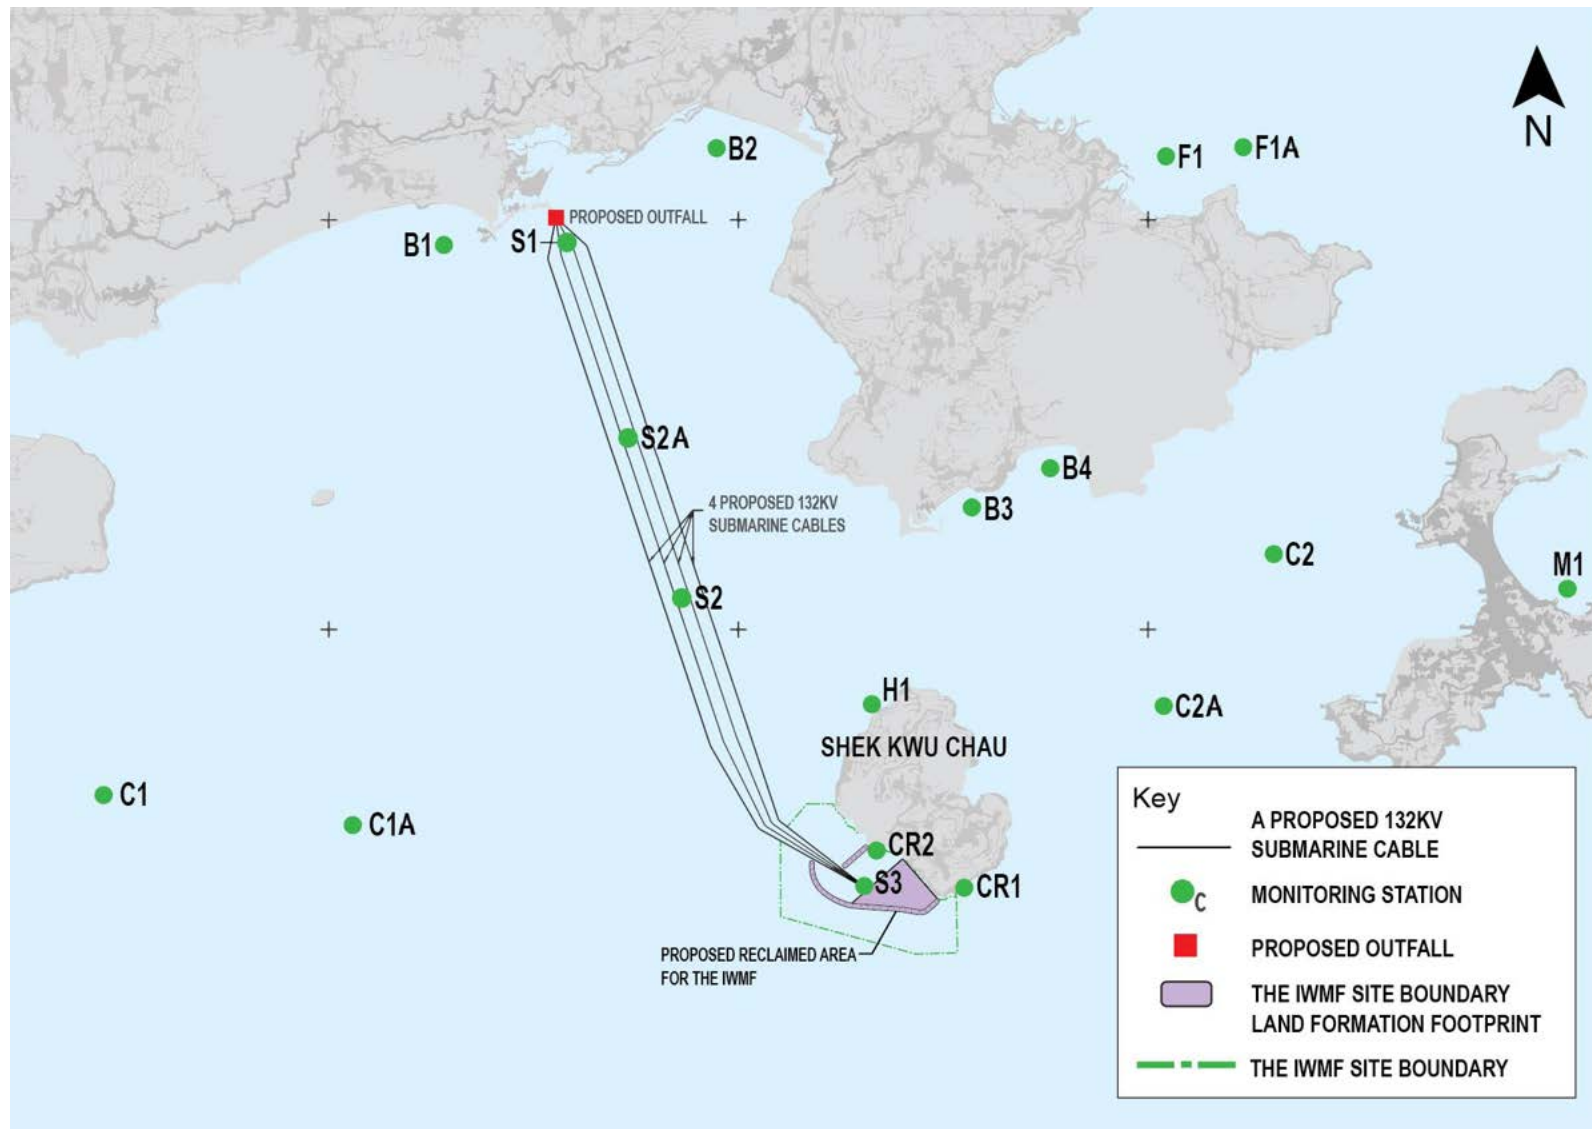 B2
F1
F1A
N
PROPOSED OUTFALL
B1
S1
S2A
B4
4 PROPOSED 132KV
SUBMARINE CABLES
B3
C2
M1
S2
H1
C2A
SHEK KWU CHAU
C1
C1A
CR2
S3
CR1
PROPOSED RECLAIMED AREA
FOR THE IWMF
Key
A PROPOSED 132KV
SUBMARINE CABLE
C
MONITORING STATION
PROPOSED OUTFALL
THE IWMF SITE BOUNDARY
LAND FORMATION FOOTPRINT
THE IWMF SITE BOUNDARY